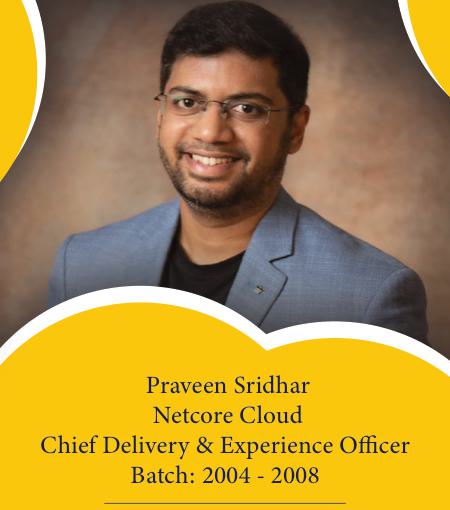 Praveen Sridhar
Netcore Cloud
Chief Delivery & Experience Officer
Batch: 2004 - 2008